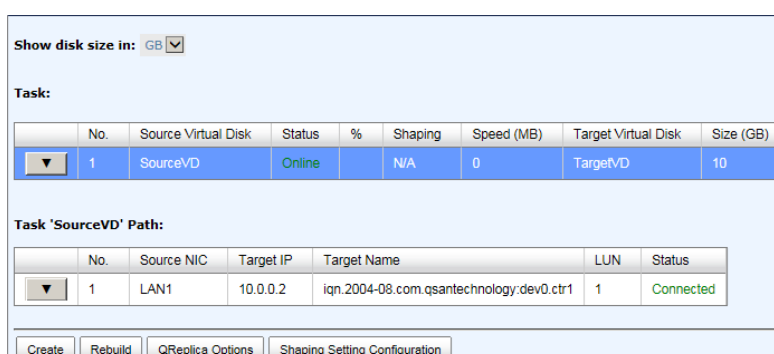 Show disk size in: GB
Task:
No. Source Virtual Disk Status % Shaping Speed (MB) Target Virtual Disk Size (GB)
▼ 1 SourceVD Online N/A 0 TargetVD 10
Task 'SourceVD' Path:
No. Source NIC Target IP Target Name LUN Status
▼ 1 LAN1 10.0.0.2 iqn.2004-08.com.qsantechnology:dev0.ctr1 1 Connected
Create Rebuild QReplica Options Shaping Setting Configuration